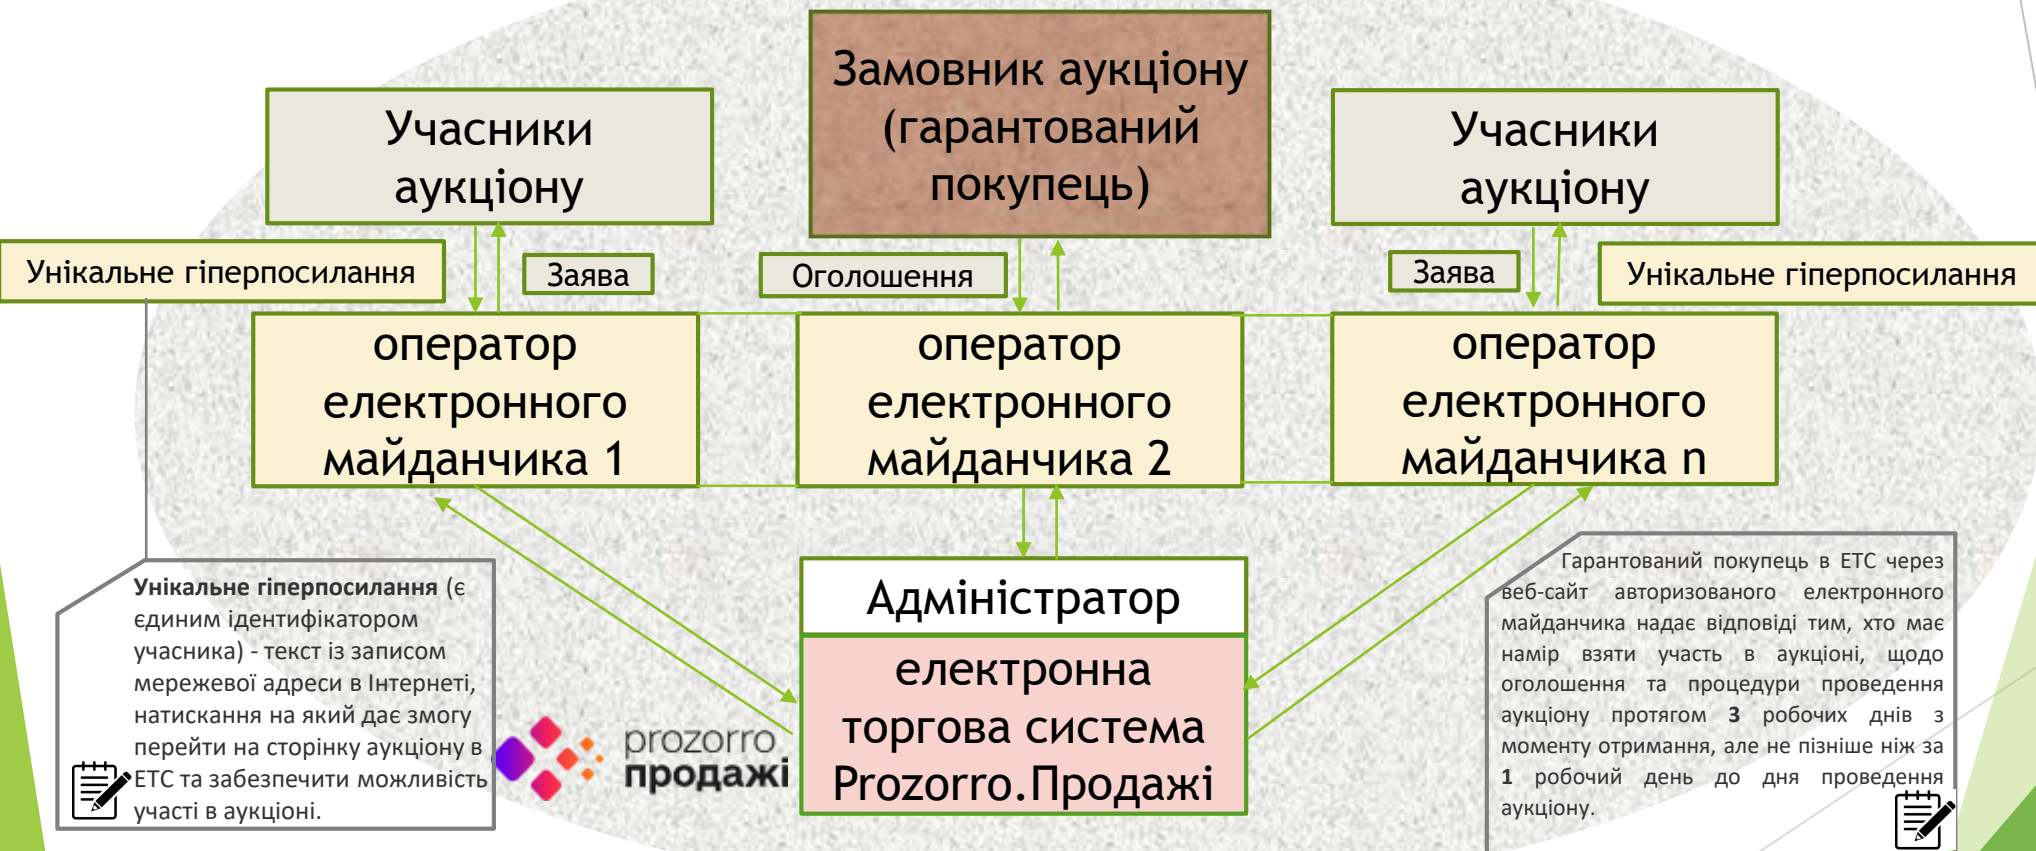 Замовник аукціону
(гарантований
покупець)
Учасники
аукціону
Учасники
аукціону
Унікальне гіперпосилання
Заява
Оголошення
Заява
Унікальне гіперпосилання
оператор
електронного
майданчика 1
оператор
електронного
майданчика 2
оператор
електронного
майданчика n
Адміністратор
електронна
торгова система
Prozorro.Продажі
prozorro
продажі
Унікальне гіперпосилання (є
єдиним ідентифікатором
учасника) - текст із записом
мережевої адреси в Інтернеті,
натискання на який дає змогу
перейти на сторінку аукціону в
ЕТС та забезпечити можливість
участі в аукціоні.
Гарантований покупець в ЕТС через
веб-сайт авторизованого електронного
майданчика надає відповіді тим, хто має
намір взяти участь в аукціоні, щодо
оголошення та процедури проведення
аукціону протягом 3 робочих днів з
моменту отримання, але не пізніше ніж за
1 робочий день до дня проведення
аукціону.